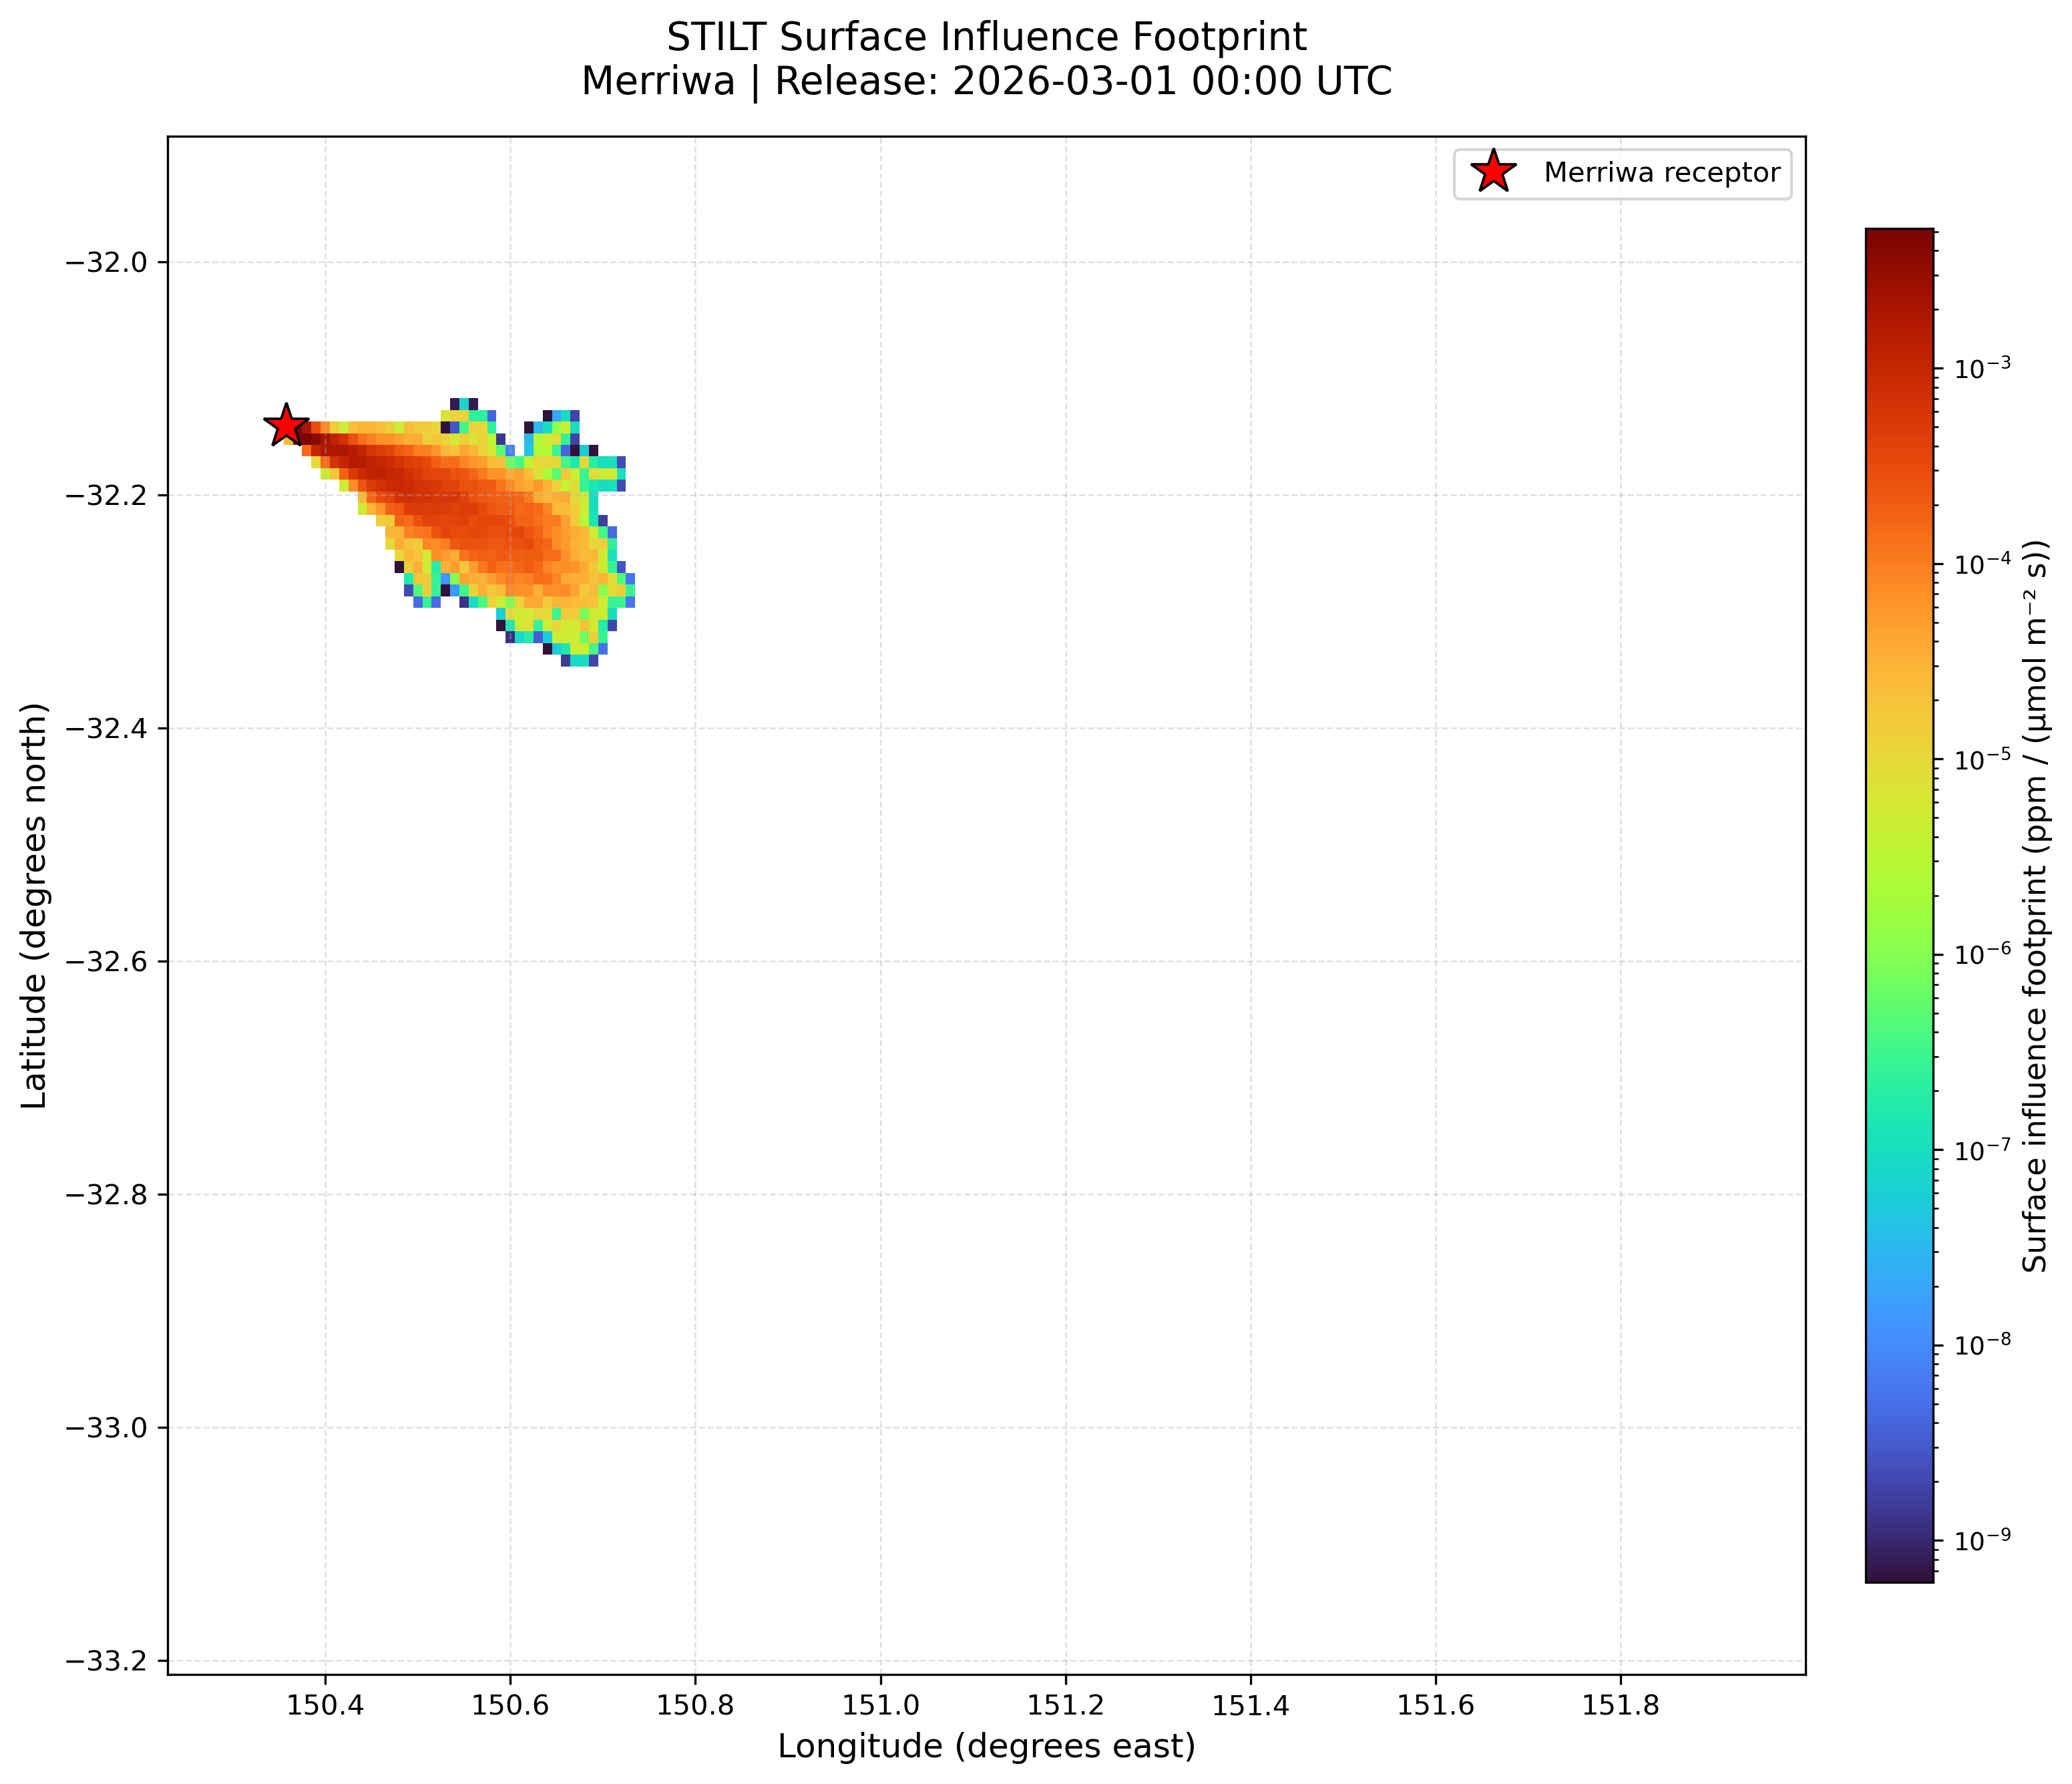 STILT Surface Influence Footprint
Merriwa | Release: 2026-03-01 00:00 UTC
Merriwa receptor
−32.0
−32.2
−32.4
−32.6
−32.8
−33.0
−33.2
Latitude (degrees north)
150.4 150.6 150.8 151.0 151.2 151.4 151.6 151.8
Longitude (degrees east)
10⁻³
10⁻⁴
10⁻⁵
10⁻⁶
10⁻⁷
10⁻⁸
10⁻⁹
Surface influence footprint (ppm / (μmol m⁻² s))